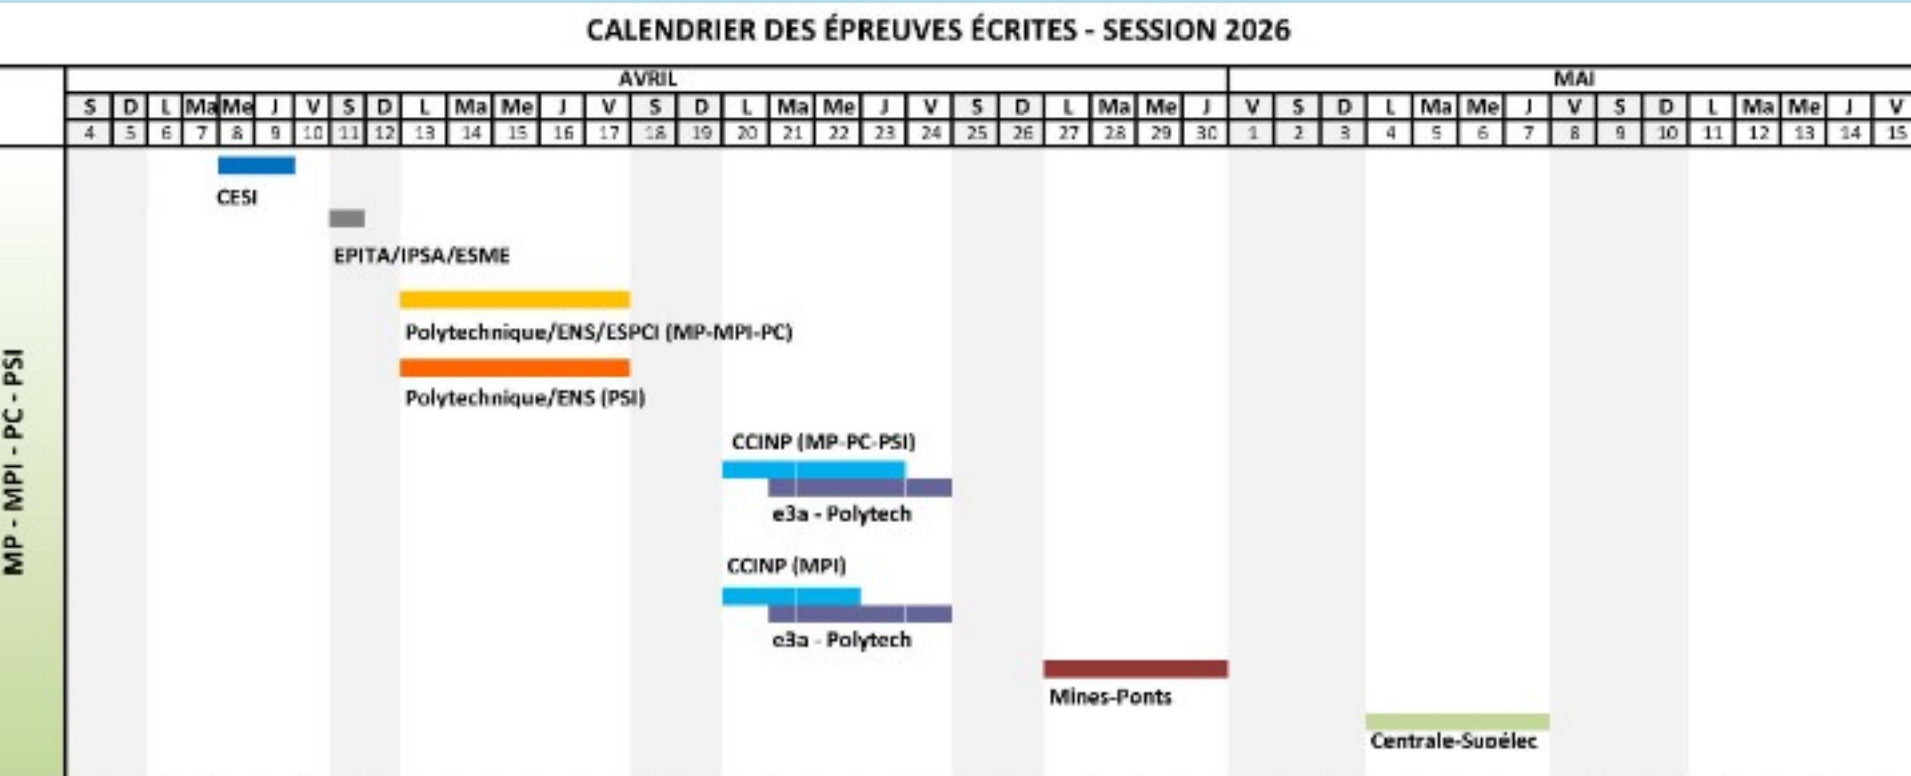 CALENDRIER DES ÉPREUVES ÉCRITES - SESSION 2026
AVRIL MAI
S D L Ma Me J V S D L Ma Me J V S D L Ma Me J V S D L Ma Me J V S D L Ma Me J V S D L Ma Me J V
4 5 6 7 8 9 10 11 12 13 14 15 16 17 18 19 20 21 22 23 24 25 26 27 28 29 30 1 2 3 4 5 6 7 8 9 10 11 12 13 14 15
MP - MPI - PC - PSI
CESI
EPITA/IPSA/ESME
Polytechnique/ENS/ESPCI (MP-MPI-PC)
Polytechnique/ENS (PSI)
CCINP (MP-PC-PSI)
e3a - Polytech
CCINP (MPI)
e3a - Polytech
Mines-Ponts
Centrale-Supélec